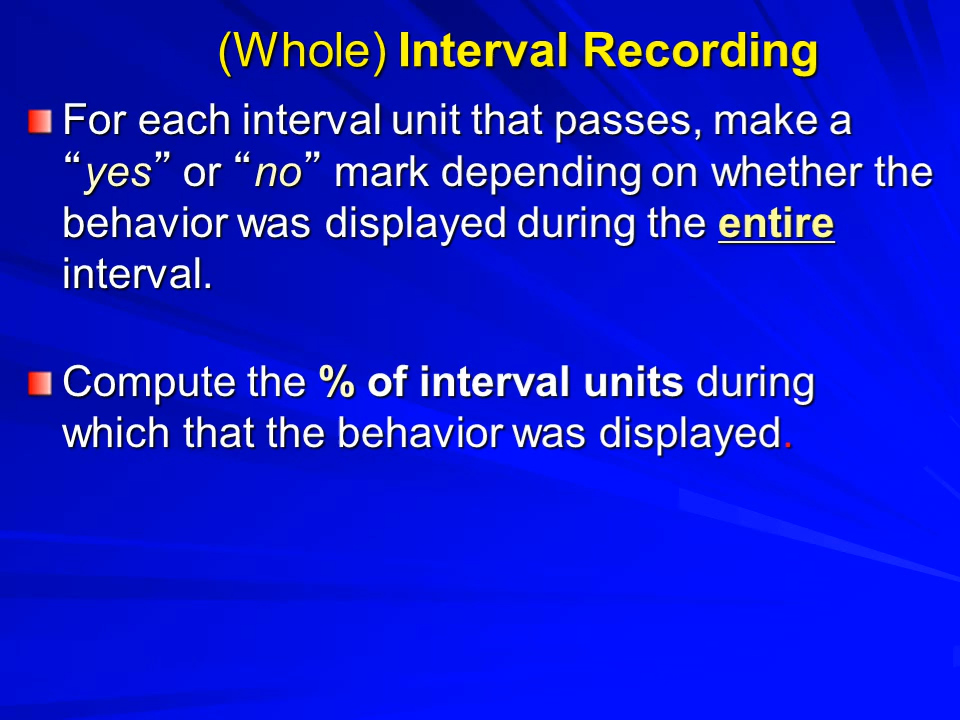 (Whole) Interval Recording
For each interval unit that passes, make a
“yes” or “no” mark depending on whether the
behavior was displayed during the entire
interval.
Compute the % of interval units during
which that the behavior was displayed.